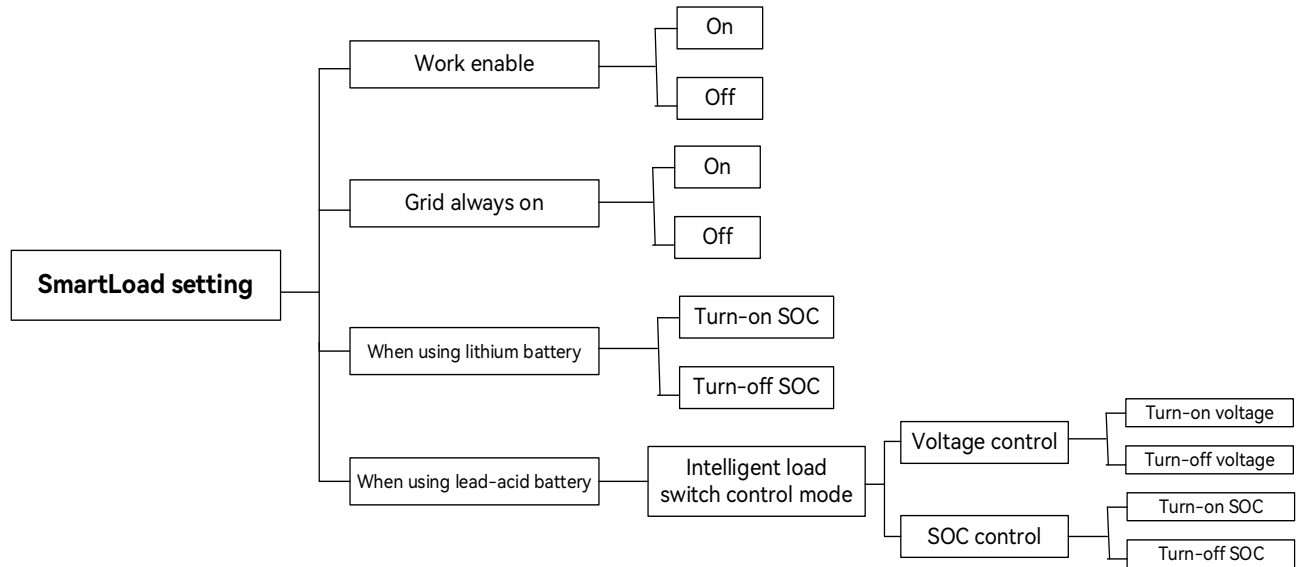 SmartLoad setting
Work enable
On
Off
Grid always on
On
Off
When using lithium battery
Turn-on SOC
Turn-off SOC
When using lead-acid battery
Intelligent load
switch control mode
Voltage control
Turn-on voltage
Turn-off voltage
SOC control
Turn-on SOC
Turn-off SOC